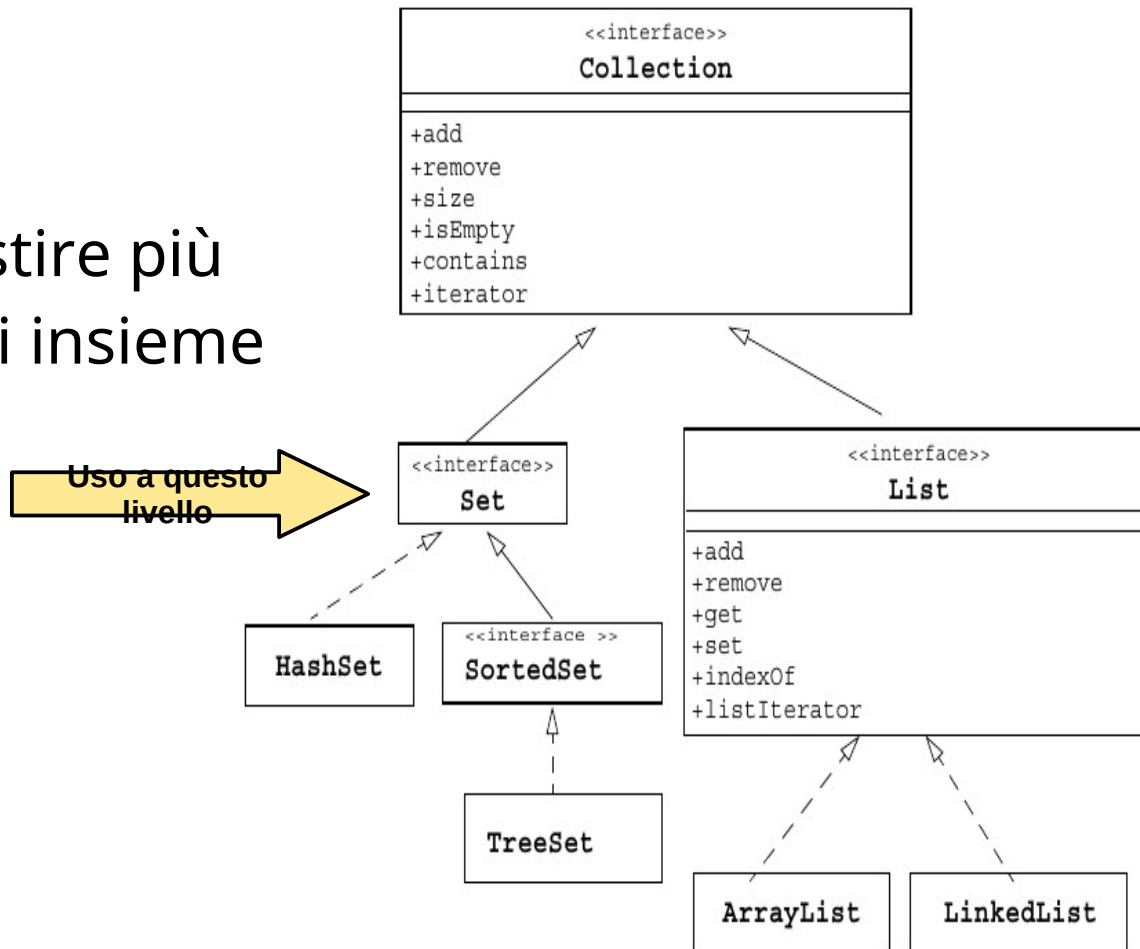 <<interface>>
Collection
+add
+remove
+size
+isEmpty
+contains
+iterator
stire più
i insieme
Uso a questo
livello
<<interface>>
Set
<<interface>>
List
+add
+remove
+get
+set
+indexOf
+listIterator
HashSet
<<interface >>
SortedSet
TreeSet
ArrayList
LinkedList